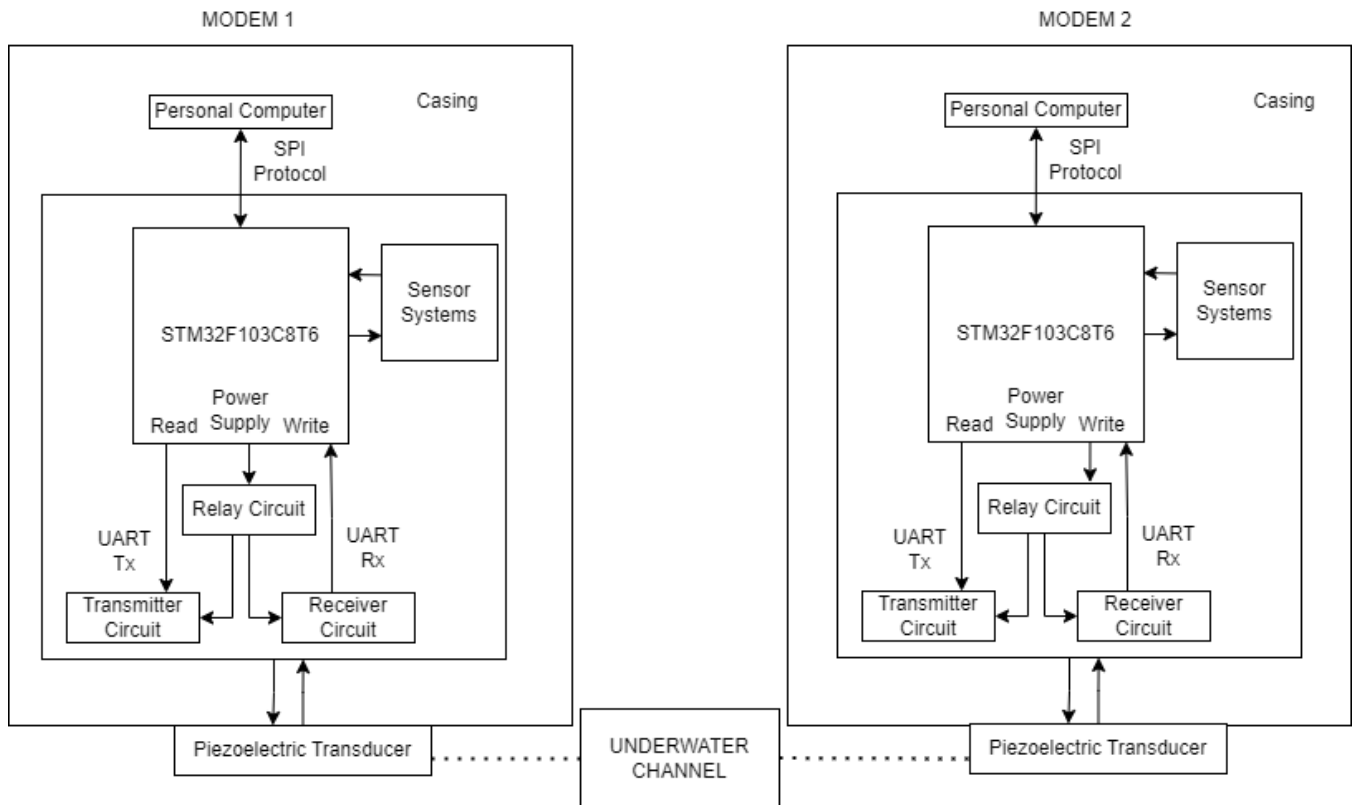 MODEM 1
Casing
Personal Computer
SPI
Protocol
Sensor
Systems
STM32F103C8T6
Power
Supply
Read
Write
Relay Circuit
UART
Tx
UART
Rx
Transmitter
Circuit
Receiver
Circuit
Piezoelectric Transducer
UNDERWATER
CHANNEL
MODEM 2
Casing
Personal Computer
SPI
Protocol
Sensor
Systems
STM32F103C8T6
Power
Supply
Read
Write
Relay Circuit
UART
Tx
UART
Rx
Transmitter
Circuit
Receiver
Circuit
Piezoelectric Transducer